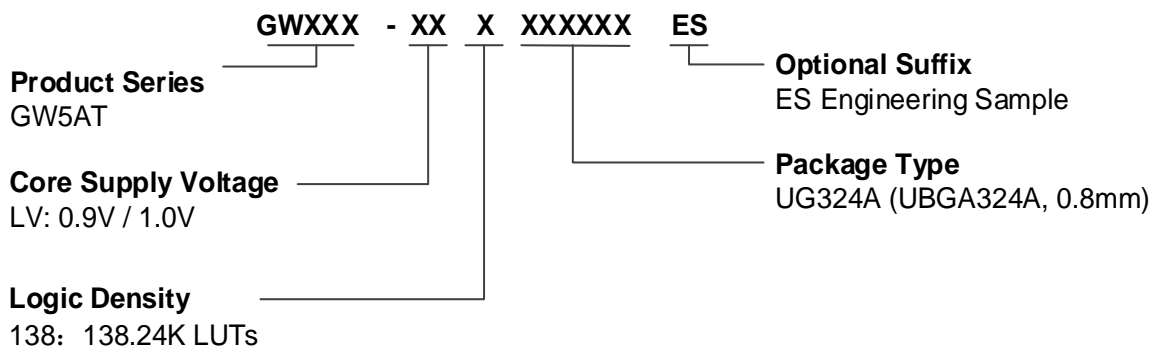 GWXXX - XX X XXXXXX ES
Product Series
GW5AT
Core Supply Voltage
LV: 0.9V / 1.0V
Logic Density
138：138.24K LUTs
Optional Suffix
ES Engineering Sample
Package Type
UG324A (UBGA324A, 0.8mm)